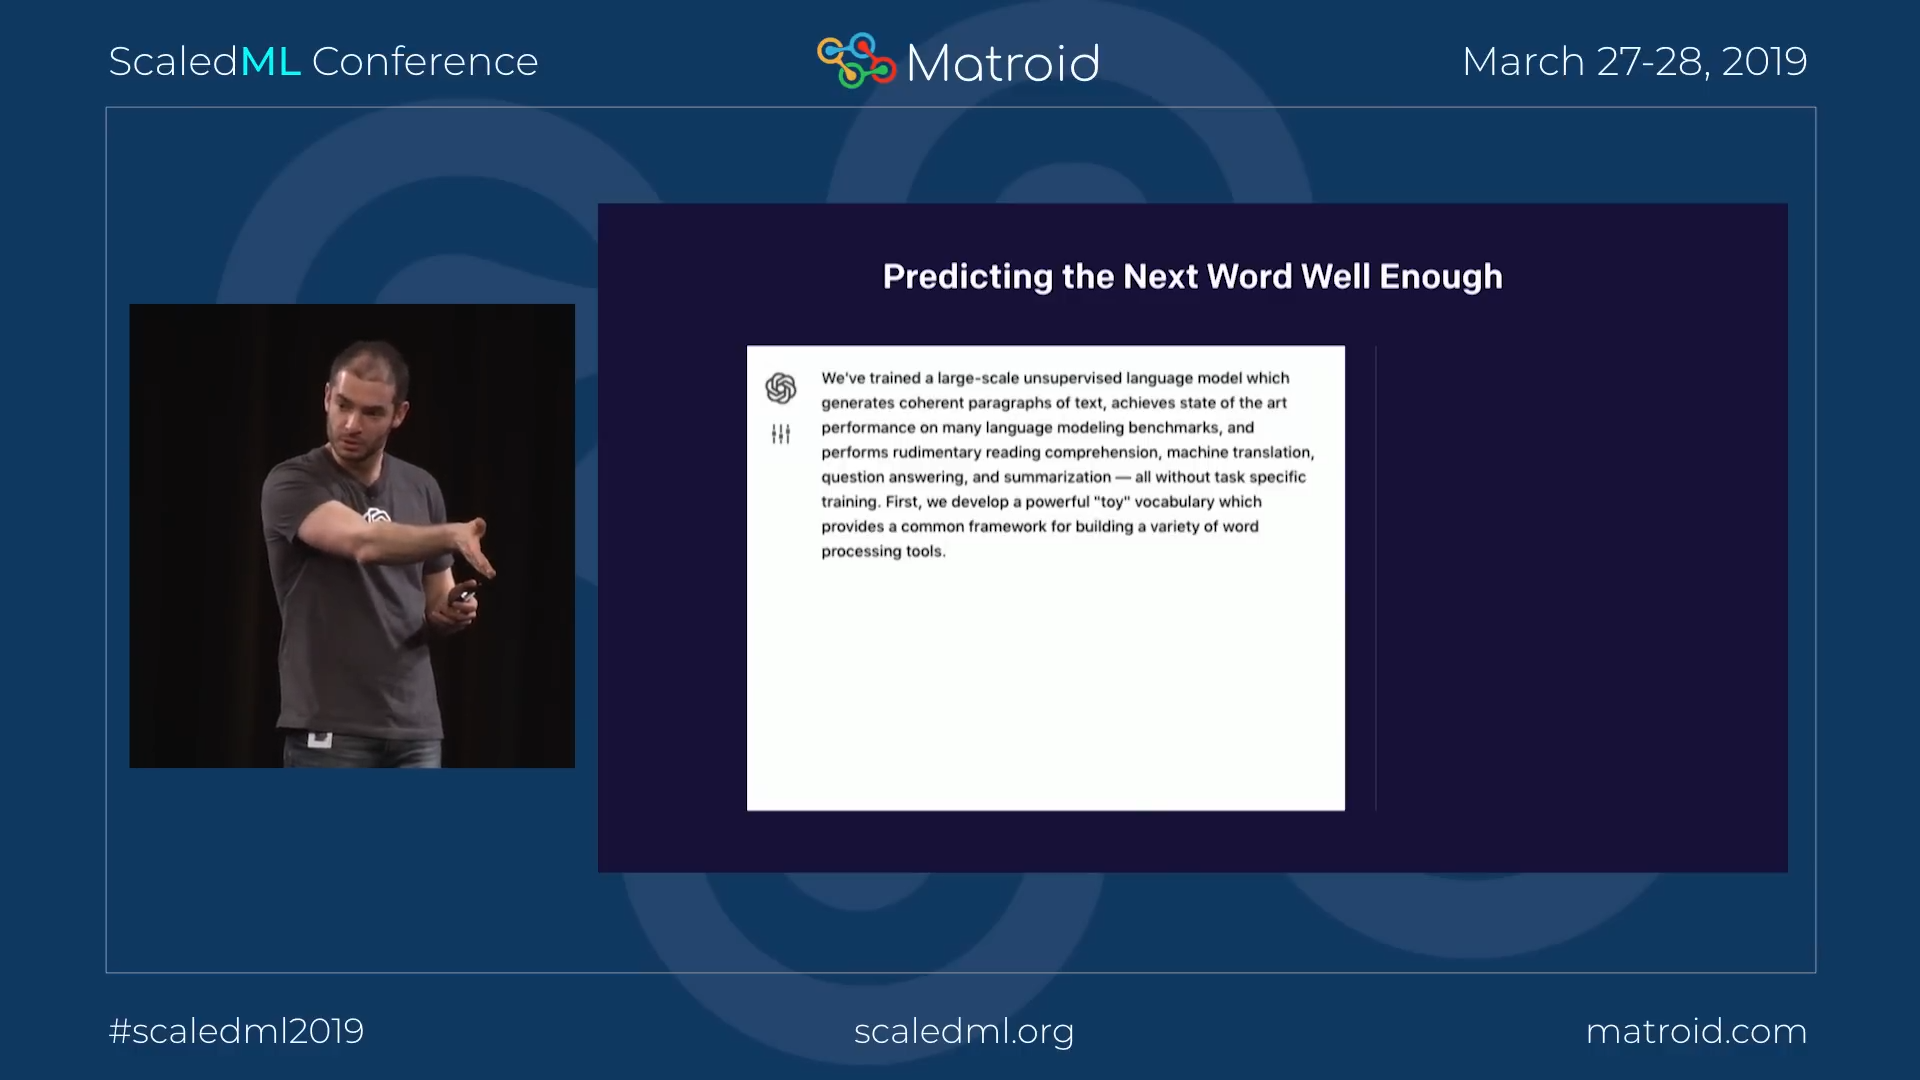 ScaledML Conference
Matroid
March 27-28, 2019
Predicting the Next Word Well Enough
We've trained a large-scale unsupervised language model which
generates coherent paragraphs of text, achieves state of the art
performance on many language modeling benchmarks, and
performs rudimentary reading comprehension, machine translation,
question answering, and summarization — all without task specific
training. First, we develop a powerful "toy" vocabulary which
provides a common framework for building a variety of word
processing tools.
#scaledml2019
scaledml.org
matroid.com